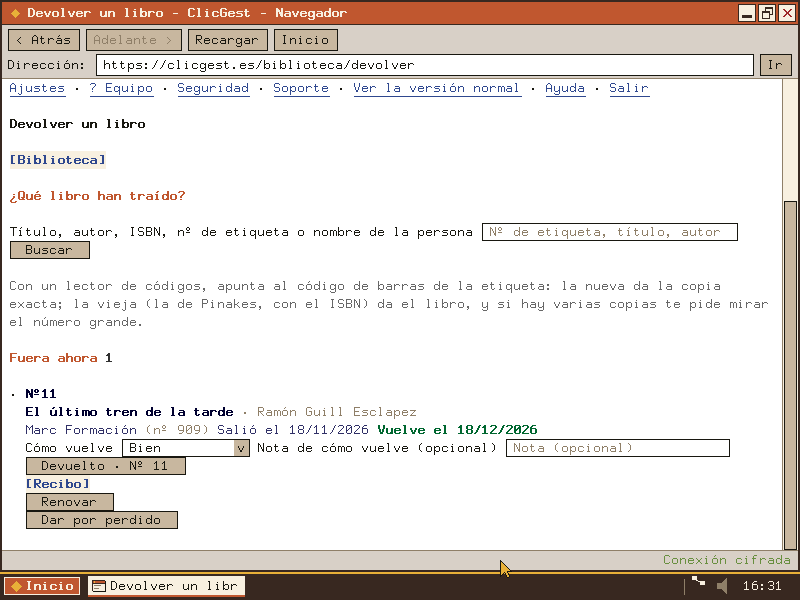 Devolver un libro - ClicGest - Navegador
< Atrás Adelante > Recargar Inicio
Dirección: https://clicgest.es/biblioteca/devolver Ir
Ajustes · ? Equipo · Seguridad · Soporte · Ver la versión normal · Ayuda · Salir
Devolver un libro
[Biblioteca]
¿Qué libro han traído?
Título, autor, ISBN, nº de etiqueta o nombre de la persona Nº de etiqueta, título, autor
Buscar
Con un lector de códigos, apunta al código de barras de la etiqueta: la nueva da la copia
exacta; la vieja (la de Pinakes, con el ISBN) da el libro, y si hay varias copias te pide mirar
el número grande.
Fuera ahora 1
· Nº11
El último tren de la tarde · Ramón Guill Esclapez
Marc Formación (nº 909) Salió el 18/11/2026 Vuelve el 18/12/2026
Cómo vuelve Bien v Nota de cómo vuelve (opcional) Nota (opcional)
Devuelto · Nº 11
[Recibo]
Renovar
Dar por perdido
Conexión cifrada
Inicio Devolver un libr 16:31